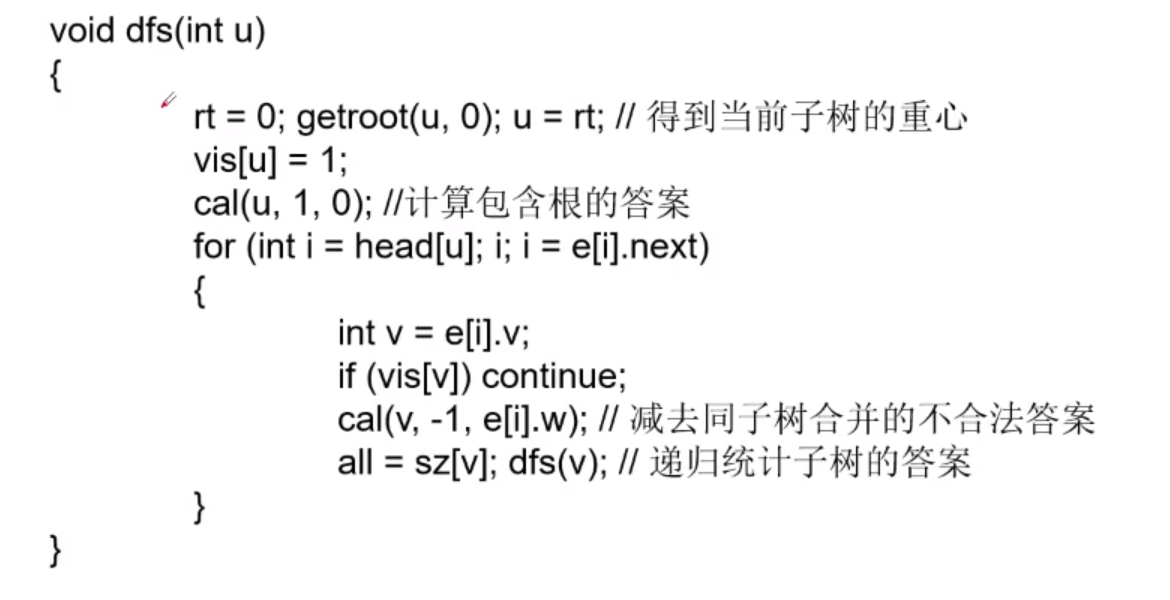 void dfs(int u)
{
rt = 0; getroot(u, 0); u = rt; // 得到当前子树的重心
vis[u] = 1;
cal(u, 1, 0); //计算包含根的答案
for (int i = head[u]; i; i = e[i].next)
{
int v = e[i].v;
if (vis[v]) continue;
cal(v, -1, e[i].w); // 减去同子树合并的不合法答案
all = sz[v]; dfs(v); // 递归统计子树的答案
}
}